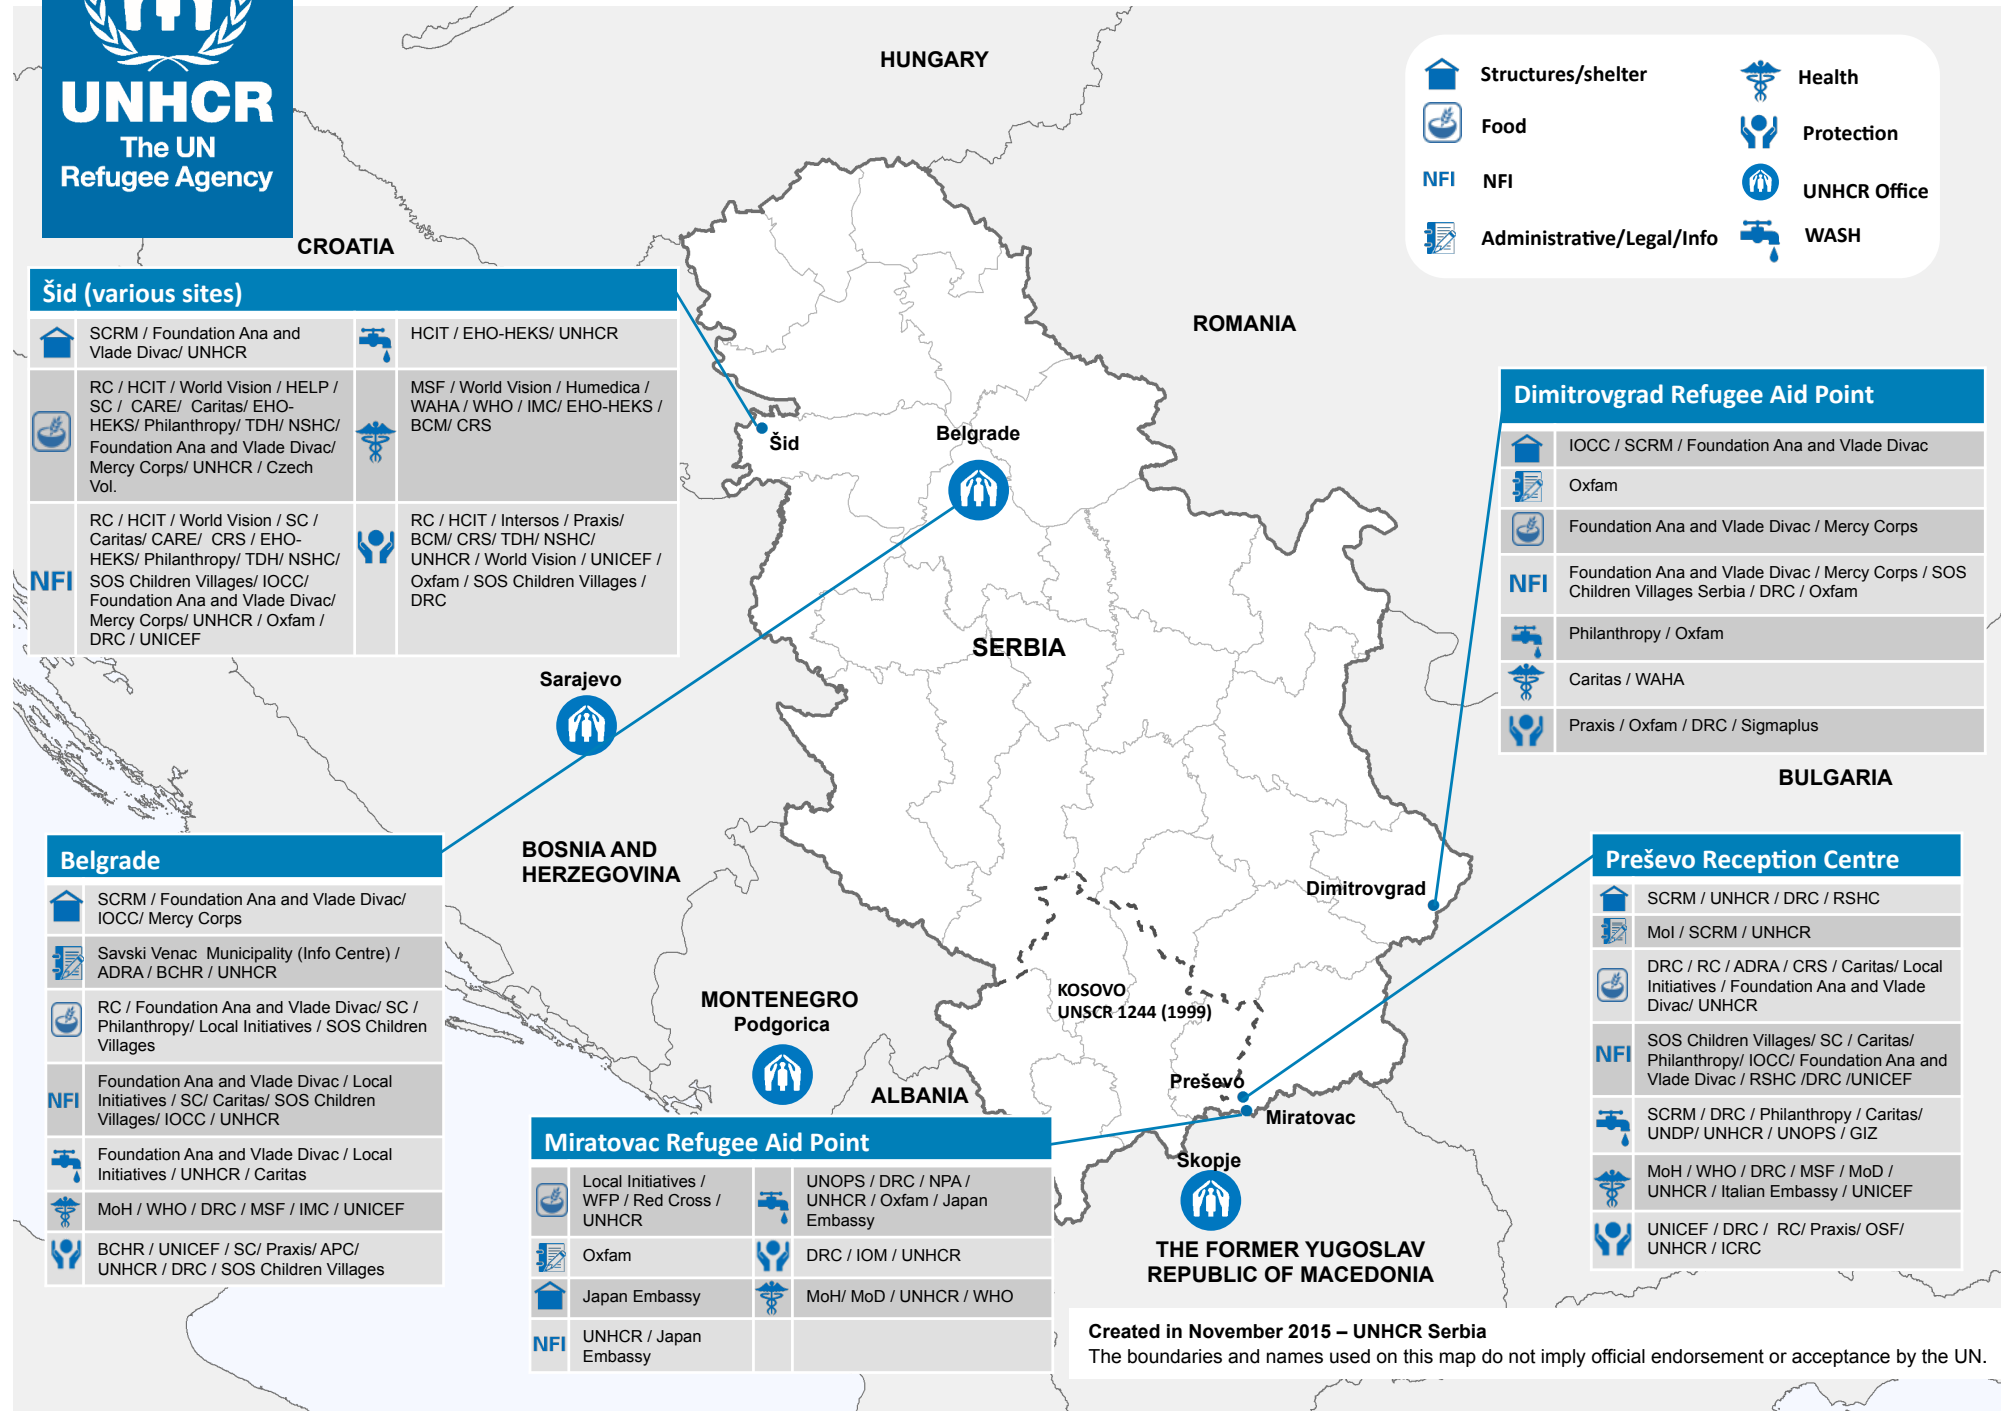 UNHCR
The UN
Refugee Agency
HUNGARY
CROATIA
ROMANIA
Structures/shelter
Food
NFI NFI
Administrative/Legal/Info
Health
Protection
UNHCR Office
WASH
Šid (various sites)
SCRM / Foundation Ana and
Vlade Divac/ UNHCR
HCIT / EHO-HEKS/ UNHCR
RC / HCIT / World Vision / HELP /
SC / CARE/ Caritas/ EHO-
HEKS/ Philanthropy/ TDH/ NSHC/
Foundation Ana and Vlade Divac/
Mercy Corps/ UNHCR / Czech
Vol.
MSF / World Vision / Humedica /
WAHA / WHO / IMC/ EHO-HEKS /
BCM/ CRS
NFI
RC / HCIT / World Vision / SC /
Caritas/ CARE/ CRS / EHO-
HEKS/ Philanthropy/ TDH/ NSHC/
SOS Children Villages/ IOCC/
Foundation Ana and Vlade Divac/
Mercy Corps/ UNHCR / Oxfam /
DRC / UNICEF
RC / HCIT / Intersos / Praxis/
BCM/ CRS/ TDH/ NSHC/
UNHCR / World Vision / UNICEF /
Oxfam / SOS Children Villages /
DRC
Šid
Belgrade
SERBIA
Sarajevo
BOSNIA AND
HERZEGOVINA
Dimitrovgrad Refugee Aid Point
IOCC / SCRM / Foundation Ana and Vlade Divac
Oxfam
Foundation Ana and Vlade Divac / Mercy Corps
NFI
Foundation Ana and Vlade Divac / Mercy Corps / SOS
Children Villages Serbia / DRC / Oxfam
Philanthropy / Oxfam
Caritas / WAHA
Praxis / Oxfam / DRC / Sigmaplus
BULGARIA
Dimitrovgrad
Belgrade
SCRM / Foundation Ana and Vlade Divac/
IOCC/ Mercy Corps
Savski Venac Municipality (Info Centre) /
ADRA / BCHR / UNHCR
RC / Foundation Ana and Vlade Divac/ SC /
Philanthropy/ Local Initiatives / SOS Children
Villages
NFI
Foundation Ana and Vlade Divac / Local
Initiatives / SC/ Caritas/ SOS Children
Villages/ IOCC / UNHCR
Foundation Ana and Vlade Divac / Local
Initiatives / UNHCR / Caritas
MoH / WHO / DRC / MSF / IMC / UNICEF
BCHR / UNICEF / SC/ Praxis/ APC/
UNHCR / DRC / SOS Children Villages
MONTENEGRO
Podgorica
ALBANIA
KOSOVO
UNSCR 1244 (1999)
Preševo
Miratovac
Skopje
THE FORMER YUGOSLAV
REPUBLIC OF MACEDONIA
Preševo Reception Centre
SCRM / UNHCR / DRC / RSHC
MoI / SCRM / UNHCR
DRC / RC / ADRA / CRS / Caritas/ Local
Initiatives / Foundation Ana and Vlade
Divac/ UNHCR
NFI
SOS Children Villages/ SC / Caritas/
Philanthropy/ IOCC/ Foundation Ana and
Vlade Divac / RSHC /DRC /UNICEF
SCRM / DRC / Philanthropy / Caritas/
UNDP/ UNHCR / UNOPS / GIZ
MoH / WHO / DRC / MSF / MoD /
UNHCR / Italian Embassy / UNICEF
UNICEF / DRC / RC/ Praxis/ OSF/
UNHCR / ICRC
Miratovac Refugee Aid Point
Local Initiatives /
WFP / Red Cross /
UNHCR
UNOPS / DRC / NPA /
UNHCR / Oxfam / Japan
Embassy
Oxfam
DRC / IOM / UNHCR
Japan Embassy
MoH/ MoD / UNHCR / WHO
NFI
UNHCR / Japan
Embassy
Created in November 2015 – UNHCR Serbia
The boundaries and names used on this map do not imply official endorsement or acceptance by the UN.